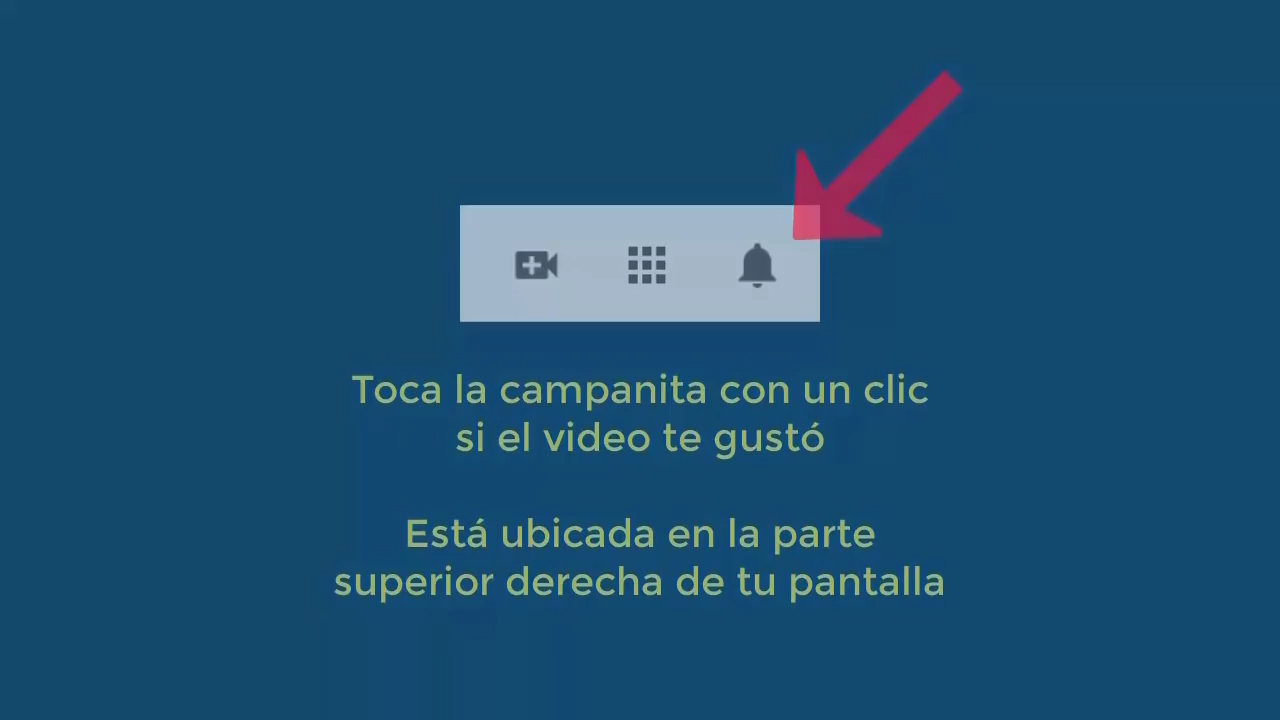 Toca la campanita con un clic
si el video te gustó
Está ubicada en la parte
superior derecha de tu pantalla